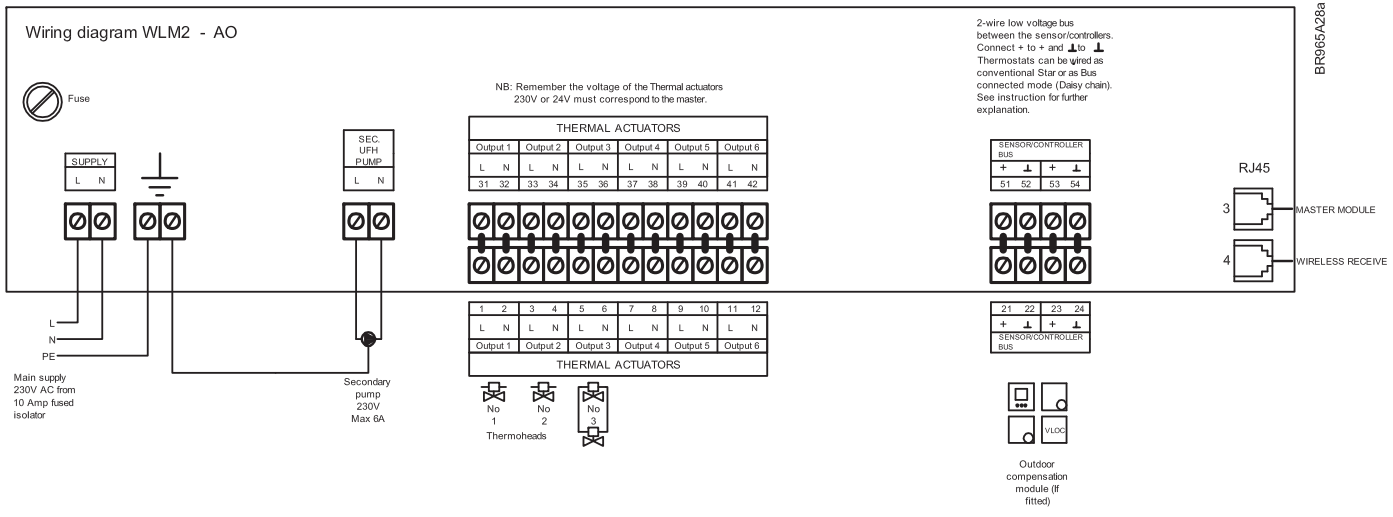 Wiring diagram WLM2 - AO
BR965A28a
2-wire low voltage bus
between the sensor/controllers.
Connect + to + and ⊥ to ⊥
Thermostats can be wired as
conventional Star or as Bus
connected mode (Daisy chain).
See instruction for further
explanation.
Fuse
NB: Remember the voltage of the Thermal actuators
230V or 24V must correspond to the master.
SUPPLY
L N
SEC.
UFH
PUMP
L N
THERMAL ACTUATORS
Output 1 Output 2 Output 3 Output 4 Output 5 Output 6
L N L N L N L N L N L N
31 32 33 34 35 36 37 38 39 40 41 42
SENSOR/CONTROLLER
BUS
+ ⊥ + ⊥
51 52 53 54
RJ45
3
MASTER MODULE
4
WIRELESS RECEIVE
1 2 3 4 5 6 7 8 9 10 11 12
L N L N L N L N L N L N
Output 1 Output 2 Output 3 Output 4 Output 5 Output 6
THERMAL ACTUATORS
21 22 23 24
+ ⊥ + ⊥
SENSOR/CONTROLLER
BUS
L
N
PE
Main supply
230V AC from
10 Amp fused
isolator
Secondary
pump
230V
Max 6A
No
1
No
2
No
3
Thermoheads
VLOC
Outdoor
compensation
module (If
fitted)